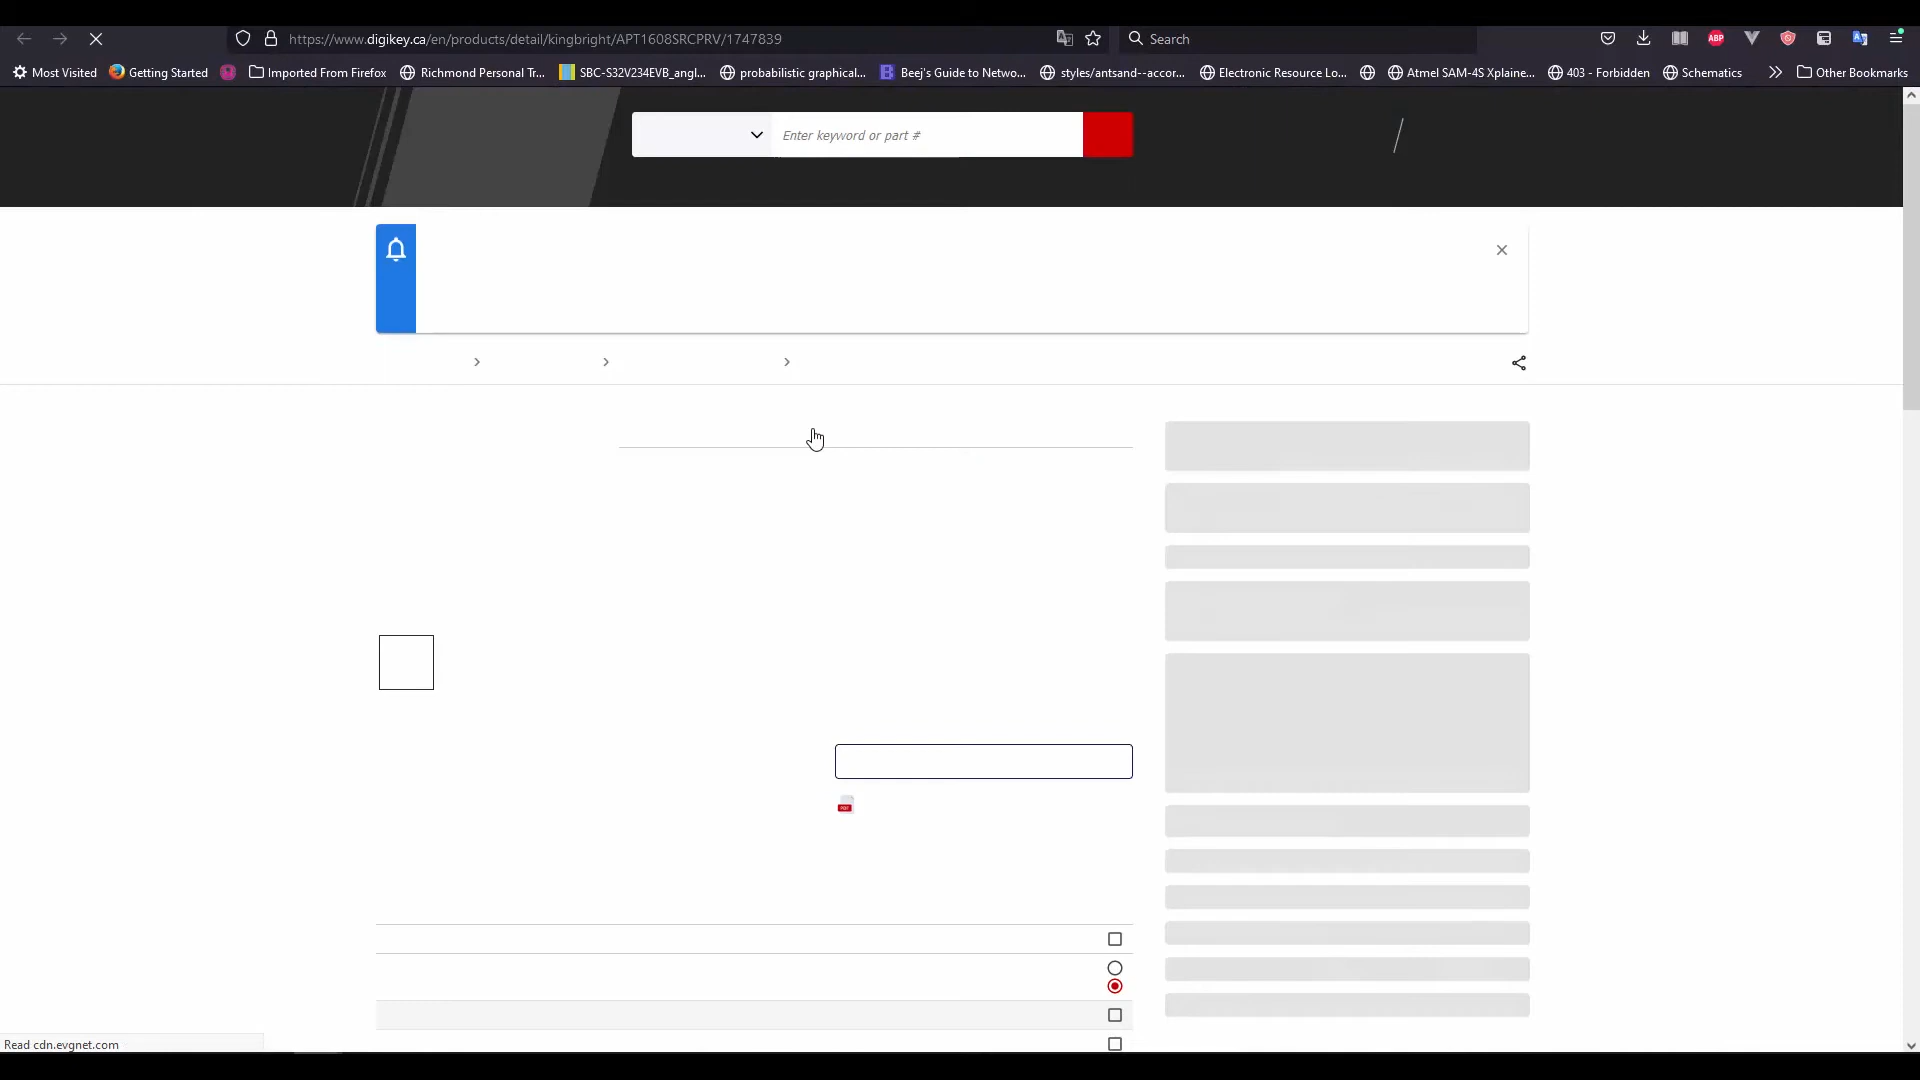 https://www.digikey.ca/en/products/detail/kingbright/APT1608SRCPRV/1747839
Search
ABP
Most Visited
Getting Started
Imported From Firefox
Richmond Personal Tr...
SBC-S32V234EVB_angl...
probabilistic graphical...
Beej's Guide to Netwo...
styles/antsand--accor...
Electronic Resource Lo...
Atmel SAM-4S Xplaine...
403 - Forbidden
Schematics
Other Bookmarks
Enter keyword or part #
PDF
Read cdn.evgnet.com